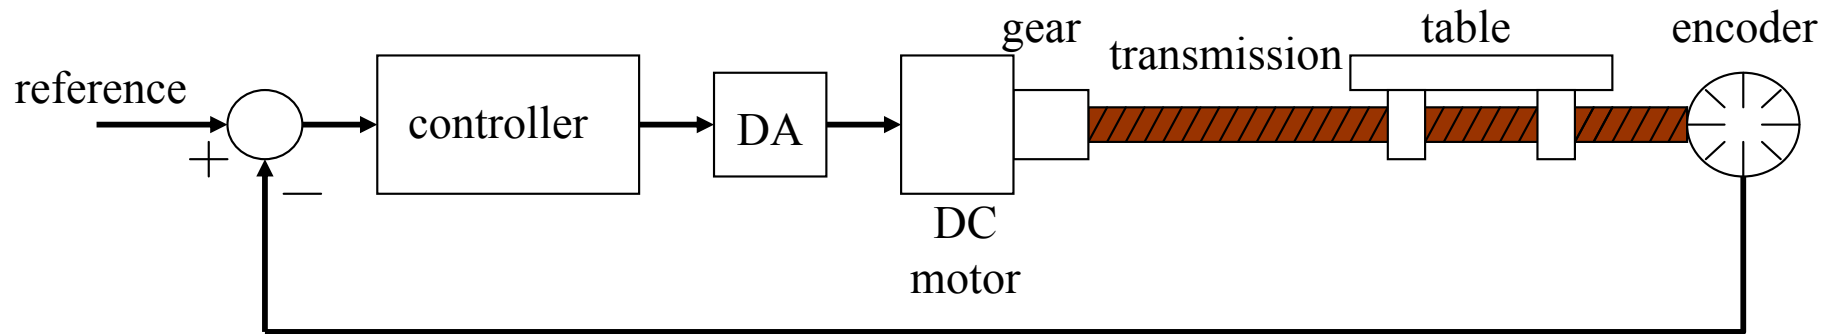 gear
transmission
table
encoder
reference
controller
DA
+
−
DC
motor